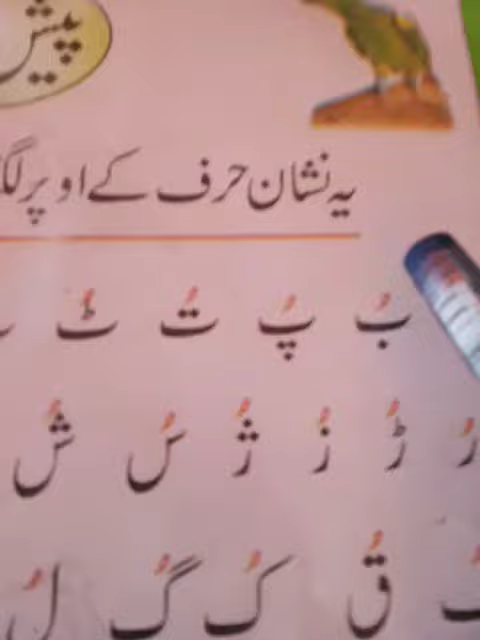 پیش
یہ نشان حرف کے اوپر
بُ پُ تُ ٹُ
رُ ڑُ زُ ژُ سُ شُ
قُ کُ گُ لُ